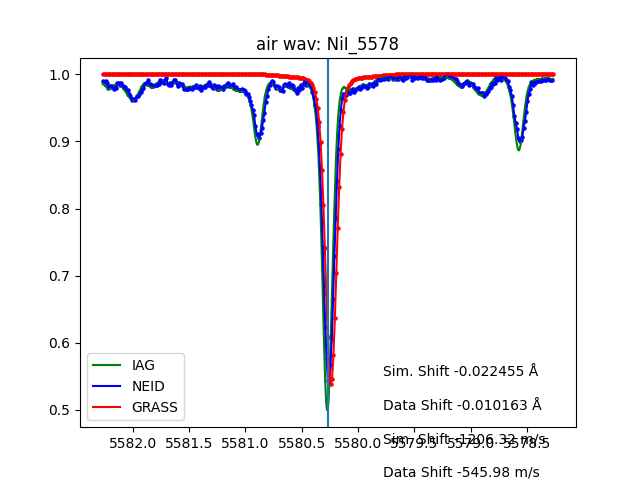 air wav: NiI_5578
1.0
0.9
0.8
0.7
0.6
0.5
IAG
NEID
GRASS
Sim. Shift -0.022455 Å
Data Shift -0.010163 Å
Sim. Shift -1206.32 m/s
5582.0 5581.5 5581.0 5580.5 5580.0 5579.5 5579.0 5578.5
Data Shift -545.98 m/s